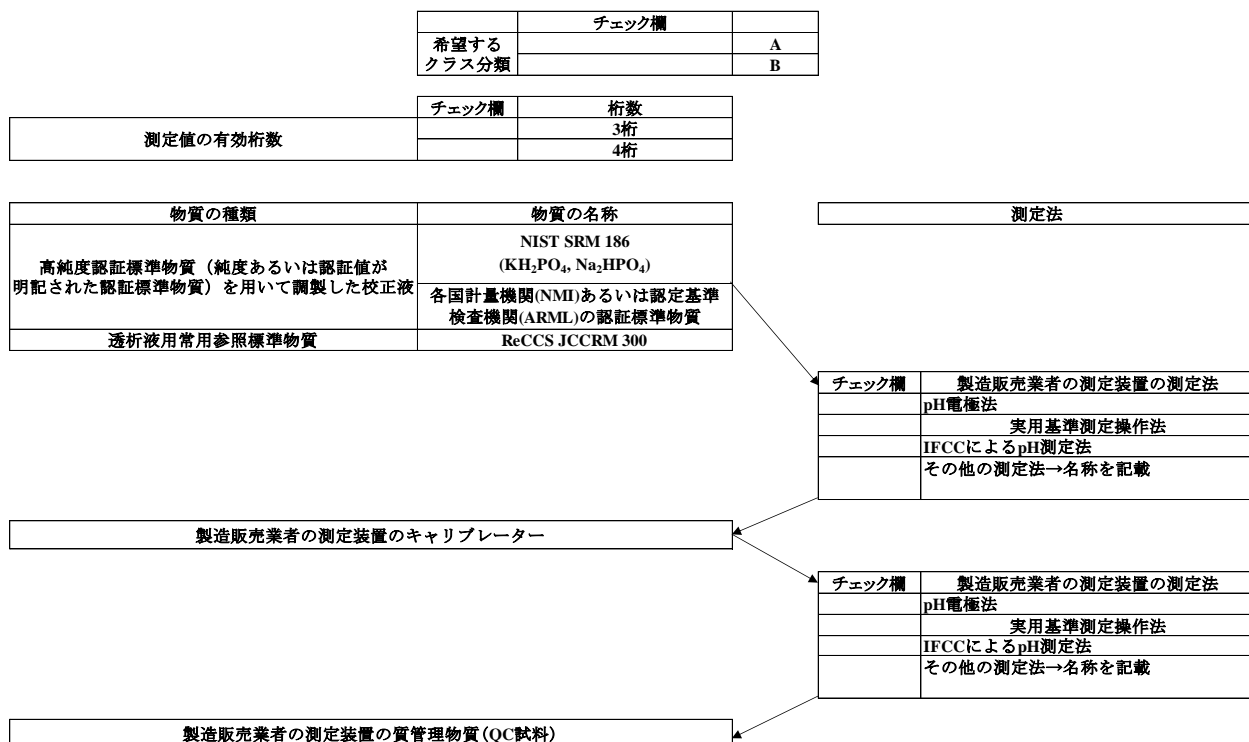 チェック欄
希望する
クラス分類
A
B
チェック欄 桁数
測定値の有効桁数
3桁
4桁
物質の種類 物質の名称 測定法
高純度認証標準物質（純度あるいは認証値が
明記された認証標準物質）を用いて調製した校正液
NIST SRM 186
(KH₂PO₄, Na₂HPO₄)
各国計量機関(NMI)あるいは認定基準
検査機関(ARML)の認証標準物質
透析液用常用参照標準物質 ReCCS JCCRM 300
チェック欄 製造販売業者の測定装置の測定法
pH電極法
実用基準測定操作法
IFCCによるpH測定法
その他の測定法→名称を記載
製造販売業者の測定装置のキャリブレーター
チェック欄 製造販売業者の測定装置の測定法
pH電極法
実用基準測定操作法
IFCCによるpH測定法
その他の測定法→名称を記載
製造販売業者の測定装置の質管理物質(QC試料)